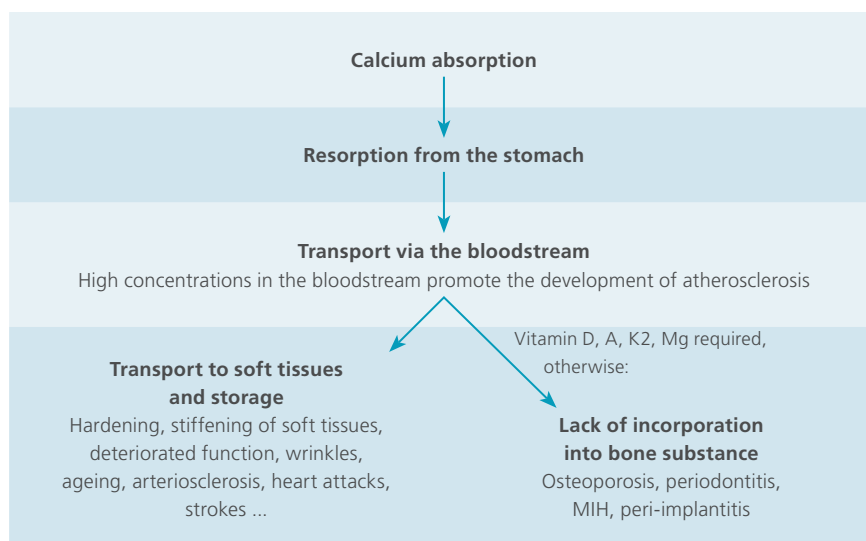 Calcium absorption
Resorption from the stomach
Transport via the bloodstream
High concentrations in the bloodstream promote the development of atherosclerosis
Transport to soft tissues
and storage
Hardening, stiffening of soft tissues,
deteriorated function, wrinkles,
ageing, arteriosclerosis, heart attacks,
strokes ...
Vitamin D, A, K2, Mg required,
otherwise:
Lack of incorporation
into bone substance
Osteoporosis, periodontitis,
MIH, peri-implantitis